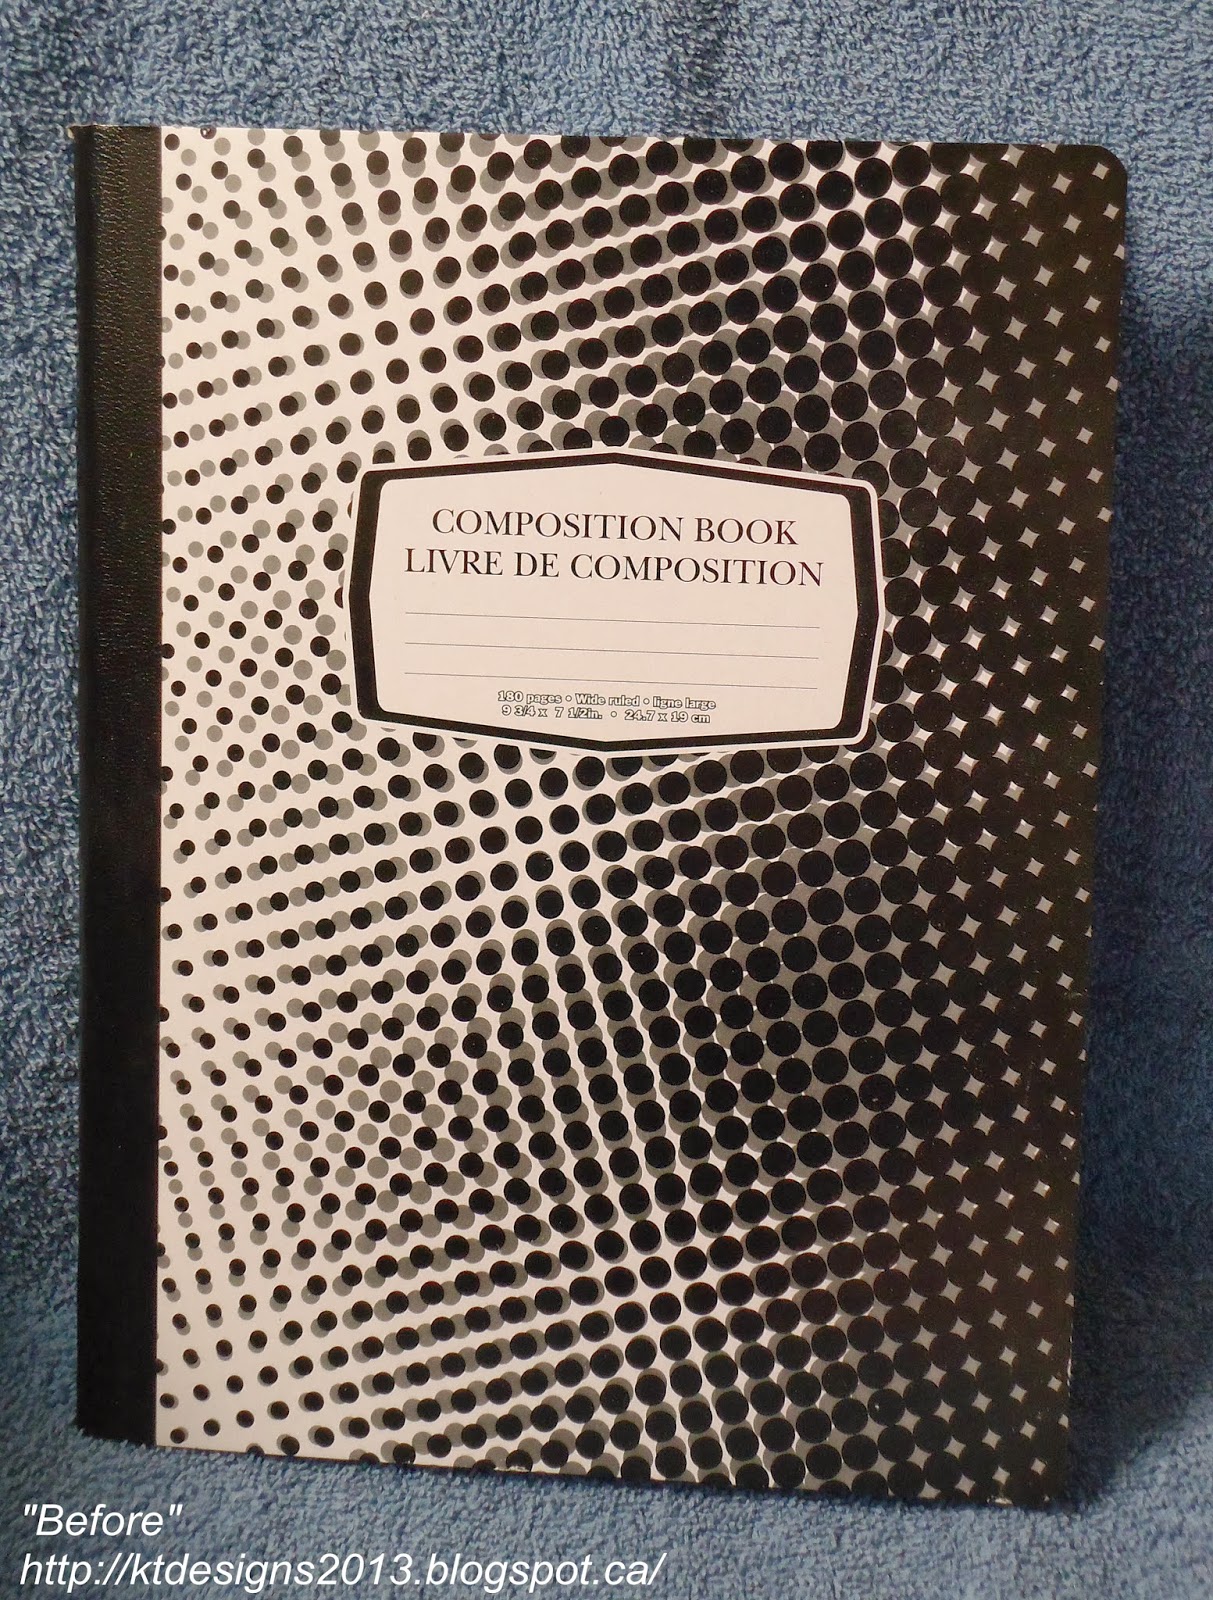 COMPOSITION BOOK
LIVRE DE COMPOSITION
180 pages • Wide ruled • ligne large
9 3/4 x 7 1/2in. • 24.7 x 19 cm
"Before"
http://ktdesigns2013.blogspot.ca/